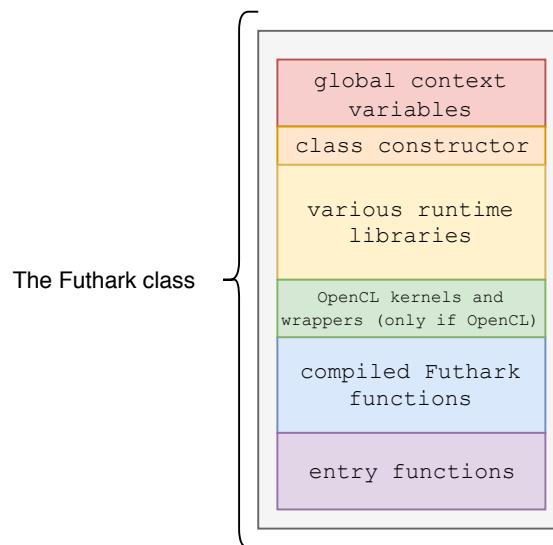 global context
variables
class constructor
various runtime
libraries
The Futhark class
OpenCL kernels and
wrappers (only if OpenCL)
compiled Futhark
functions
entry functions